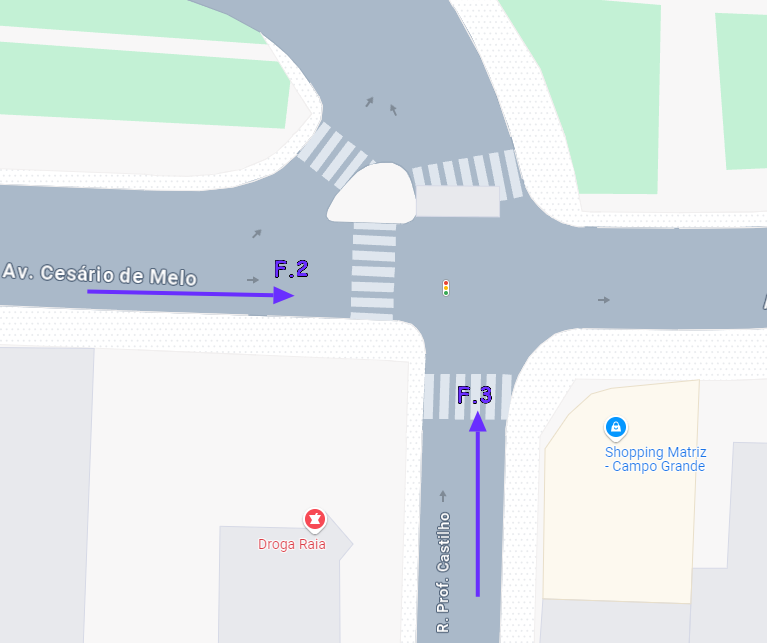 Av. Cesário de Melo
F.2
F.3
Shopping Matriz
- Campo Grande
Droga Raia
R. Prof. Castilho